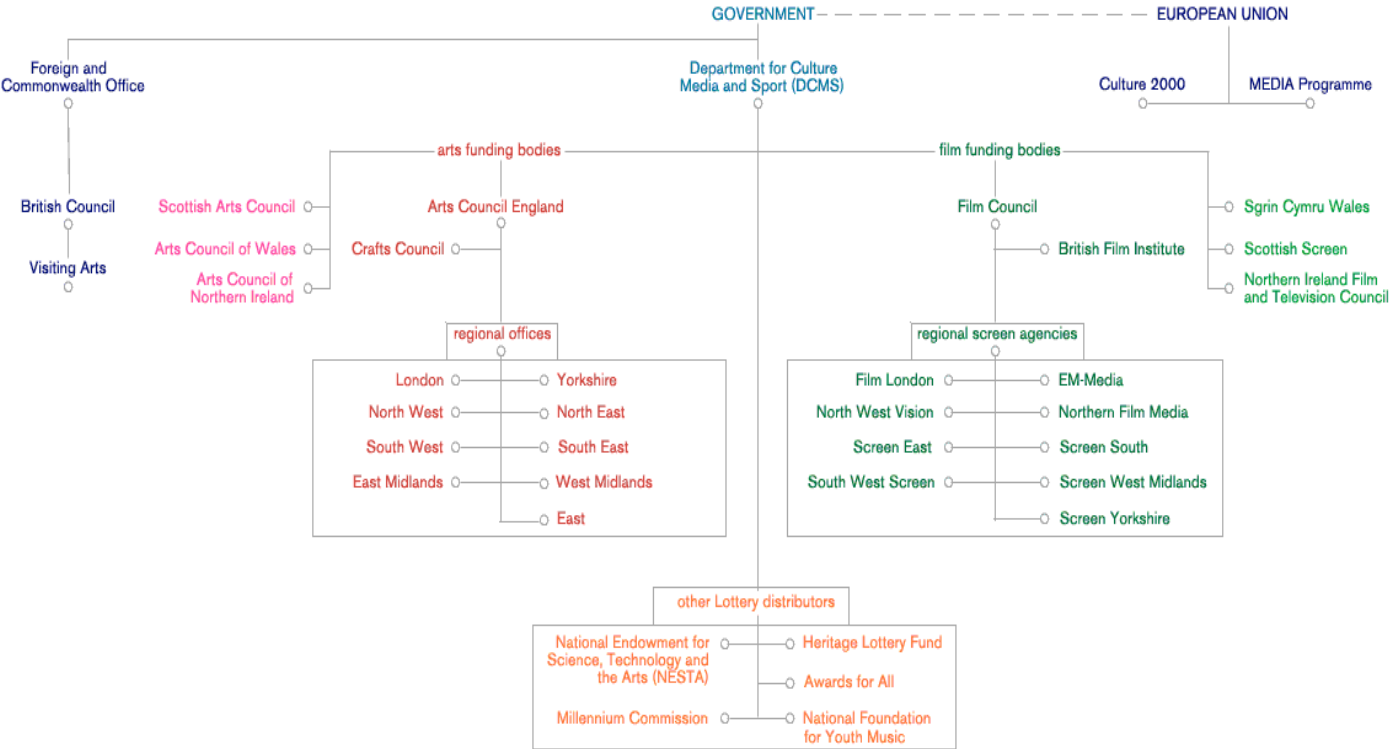 GOVERNMENT
EUROPEAN UNION
Foreign and
Commonwealth Office
Department for Culture
Media and Sport (DCMS)
Culture 2000
MEDIA Programme
arts funding bodies
film funding bodies
British Council
Scottish Arts Council
Arts Council England
Film Council
Sgrin Cymru Wales
Arts Council of Wales
Crafts Council
British Film Institute
Scottish Screen
Visiting Arts
Arts Council of
Northern Ireland
Northern Ireland Film
and Television Council
regional offices
London
Yorkshire
North West
North East
South West
South East
East Midlands
West Midlands
East
regional screen agencies
Film London
EM-Media
North West Vision
Northern Film Media
Screen East
Screen South
South West Screen
Screen West Midlands
Screen Yorkshire
other Lottery distributors
National Endowment for
Science, Technology and
the Arts (NESTA)
Heritage Lottery Fund
Awards for All
Millennium Commission
National Foundation
for Youth Music